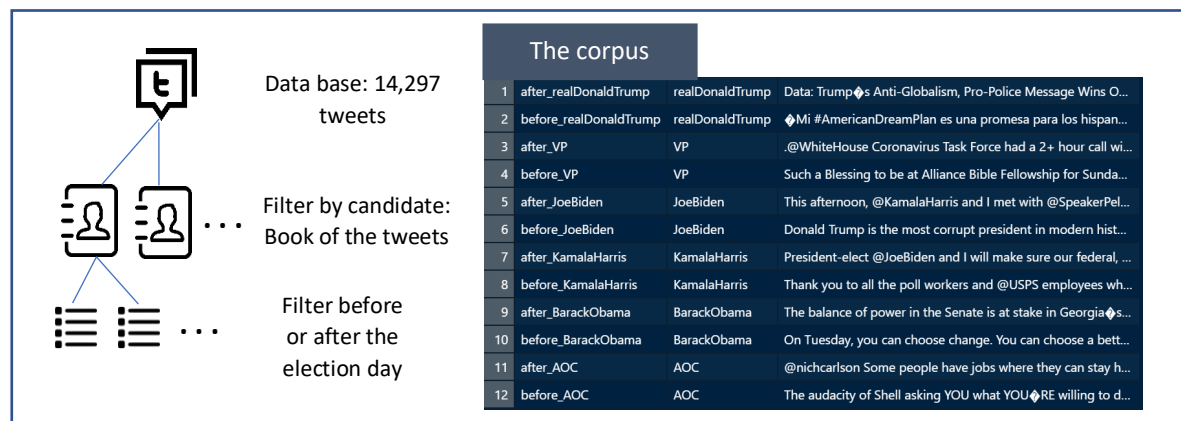 Data base: 14,297
tweets
Filter by candidate:
Book of the tweets
Filter before
or after the
election day
...
...
The corpus
1 after_realDonaldTrump realDonaldTrump Data: Trump�s Anti-Globalism, Pro-Police Message Wins O...
2 before_realDonaldTrump realDonaldTrump �Mi #AmericanDreamPlan es una promesa para los hispan...
3 after_VP VP .@WhiteHouse Coronavirus Task Force had a 2+ hour call wi...
4 before_VP VP Such a Blessing to be at Alliance Bible Fellowship for Sunda...
5 after_JoeBiden JoeBiden This afternoon, @KamalaHarris and I met with @SpeakerPel...
6 before_JoeBiden JoeBiden Donald Trump is the most corrupt president in modern hist...
7 after_KamalaHarris KamalaHarris President-elect @JoeBiden and I will make sure our federal, ...
8 before_KamalaHarris KamalaHarris Thank you to all the poll workers and @USPS employees wh...
9 after_BarackObama BarackObama The balance of power in the Senate is at stake in Georgia�s...
10 before_BarackObama BarackObama On Tuesday, you can choose change. You can choose a bett...
11 after_AOC AOC @nichcarlson Some people have jobs where they can stay h...
12 before_AOC AOC The audacity of Shell asking YOU what YOU�RE willing to d...